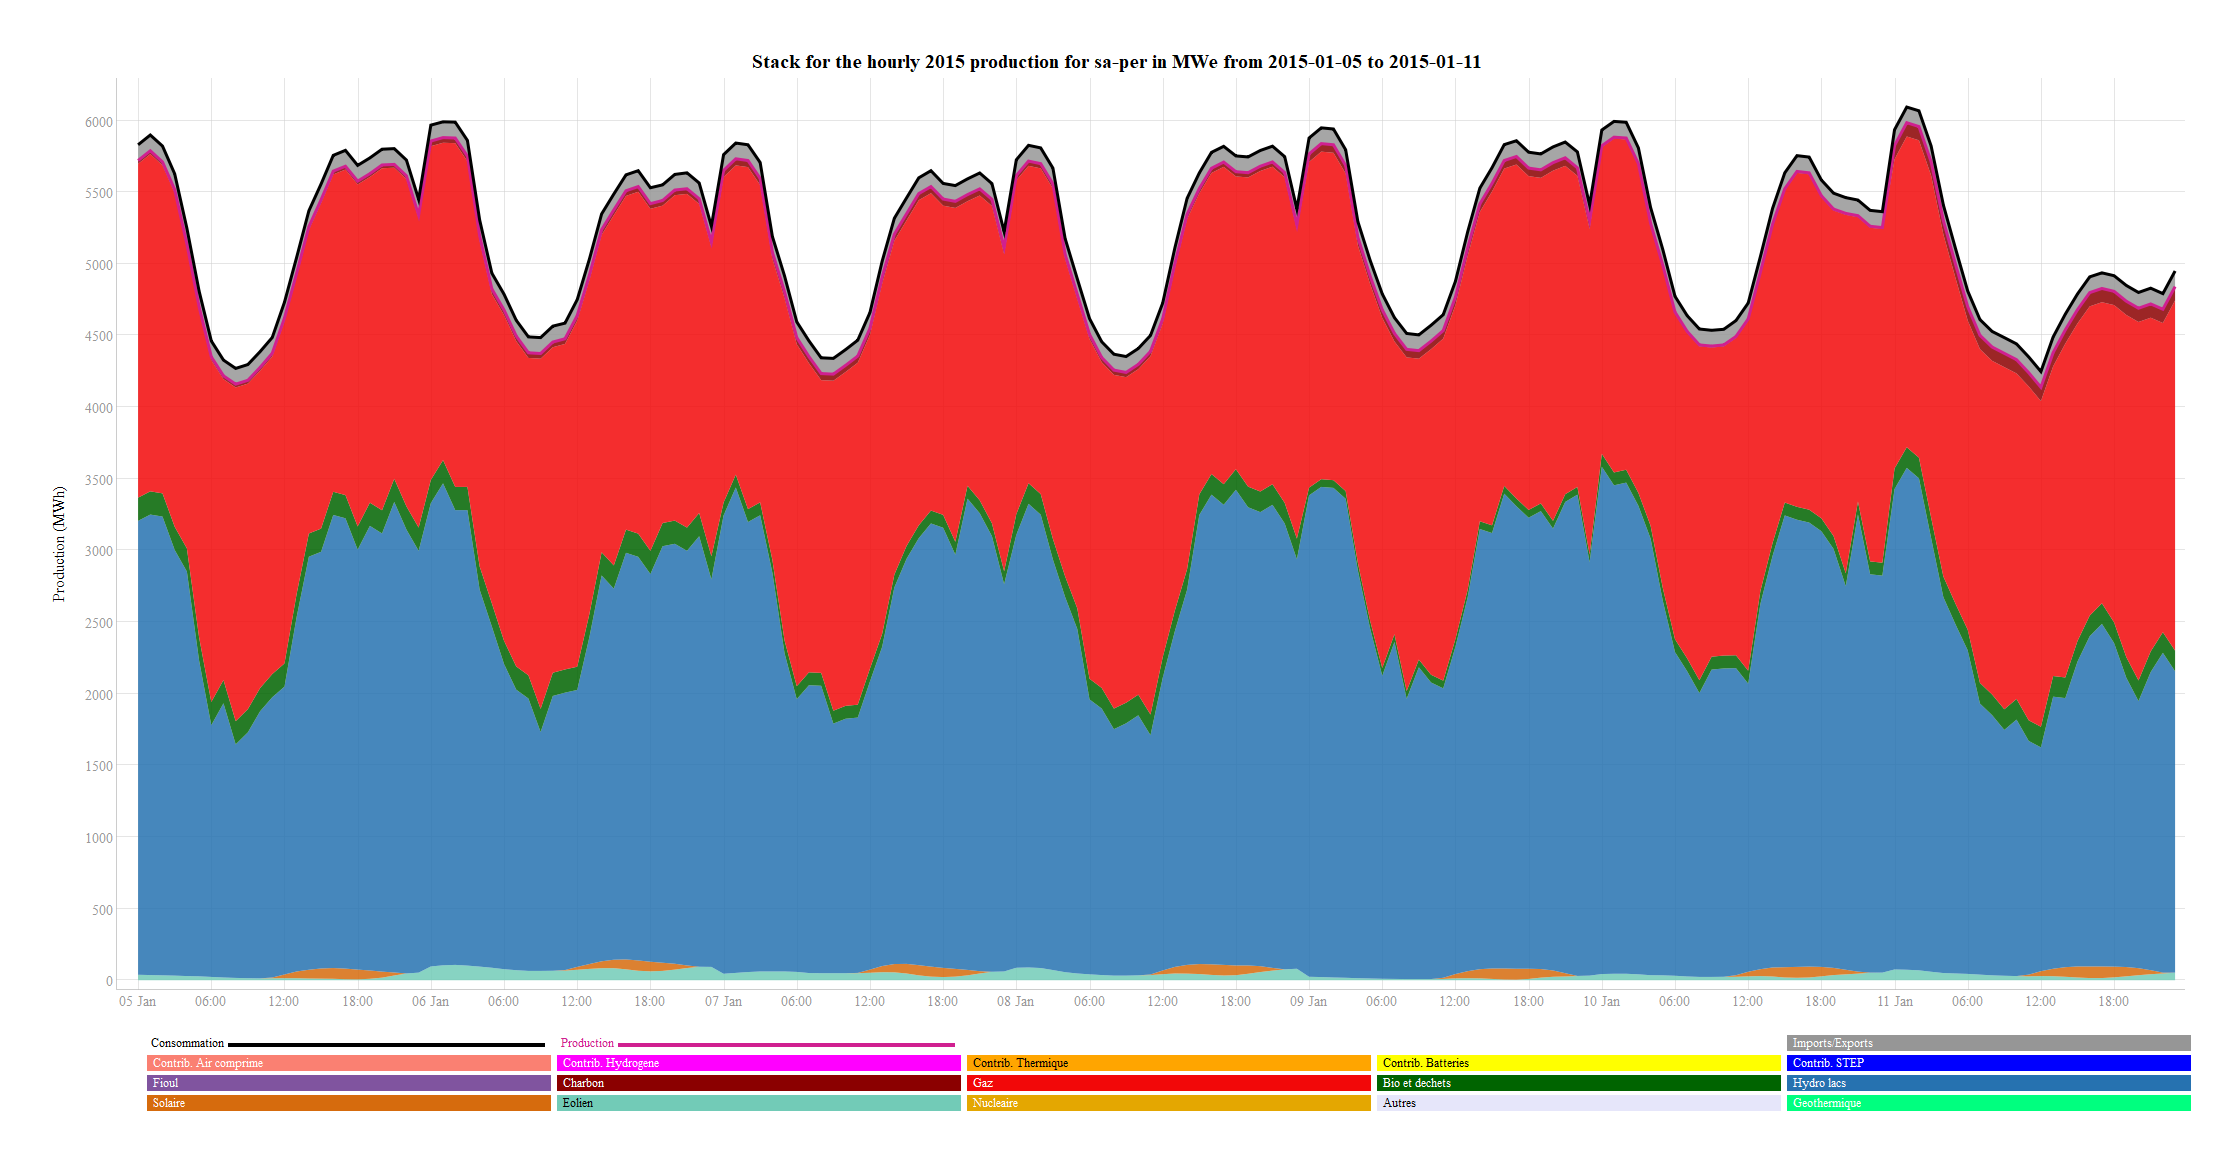 Stack for the hourly 2015 production for sa-per in MWe from 2015-01-05 to 2015-01-11
Production (MWh)
6000
5500
5000
4500
4000
3500
3000
2500
2000
1500
1000
500
0
05 Jan 06:00 12:00 18:00 06 Jan 06:00 12:00 18:00 07 Jan 06:00 12:00 18:00 08 Jan 06:00 12:00 18:00 09 Jan 06:00 12:00 18:00 10 Jan 06:00 12:00 18:00 11 Jan 06:00 12:00 18:00
Consommation Production Imports/Exports
Contrib. Air comprime Contrib. Hydrogene Contrib. Thermique Contrib. Batteries Contrib. STEP
Fioul Charbon Gaz Bio et dechets Hydro lacs
Solaire Eolien Nucleaire Autres Geothermique